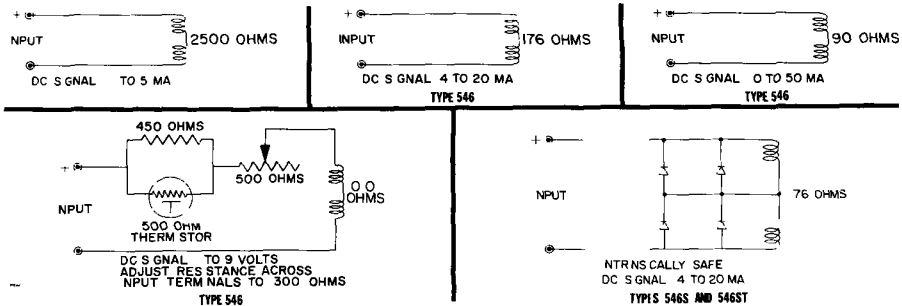 +
NPUT
2500 OHMS
DC S GNAL TO 5 MA
+
INPUT
176 OHMS
DC S GNAL 4 TO 20 MA
TYPE 546
+
NPUT
90 OHMS
DC S GNAL 0 TO 50 MA
TYPE 546
450 OHMS
+
500 OHMS
NPUT
0 0
OHMS
500 OHM
THERM STOR
DC S GNAL TO 9 VOLTS
ADJUST RES STANCE ACROSS
NPUT TERM NALS TO 300 OHMS
TYPE 546
+
NPUT
76 OHMS
NTR NS CALLY SAFE
DC S GNAL 4 TO 20 MA
TYPES 546S AND 546ST